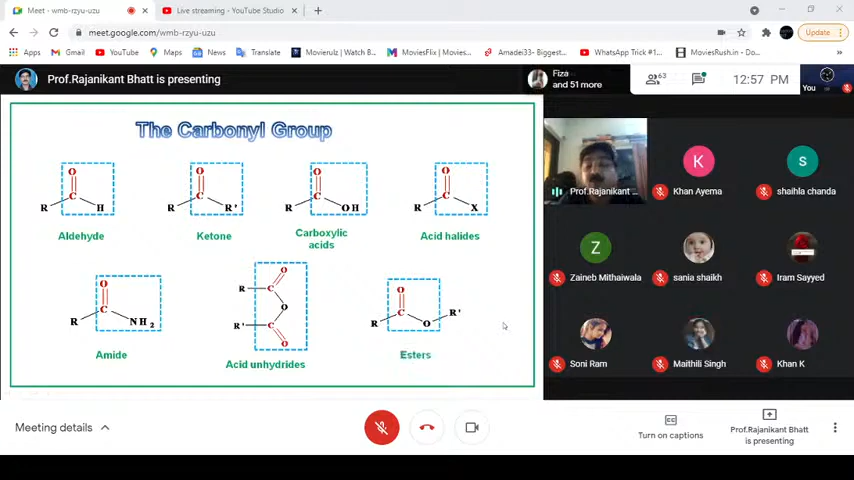 Meet - wmb-rzyu-uzu
Live streaming - YouTube Studio
meet.google.com/wmb-rzyu-uzu
Update
Apps Gmail YouTube Maps News Translate Movierulz | Watch B... MoviesFlix | Movies... Amadei33- Biggest... WhatsApp Trick #1... MoviesRush.in - Do...
Prof.Rajanikant Bhatt is presenting
Fiza
and 51 more
63
12:57 PM
You
The Carbonyl Group
O
C
R H
Aldehyde
O
C
R R'
Ketone
O
C
R OH
Carboxylic
acids
O
C
R X
Acid halides
O
C
R NH2
Amide
O
R C
O
R' C
O
Acid unhydrides
O
C
R O R'
Esters
Prof.Rajanikant ...
K
Khan Ayema
S
shaihla chanda
Z
Zaineb Mithaiwala
sania shaikh
Iram Sayyed
Soni Ram
Maithili Singh
Khan K
Meeting details
Turn on captions
Prof.Rajanikant Bhatt
is presenting